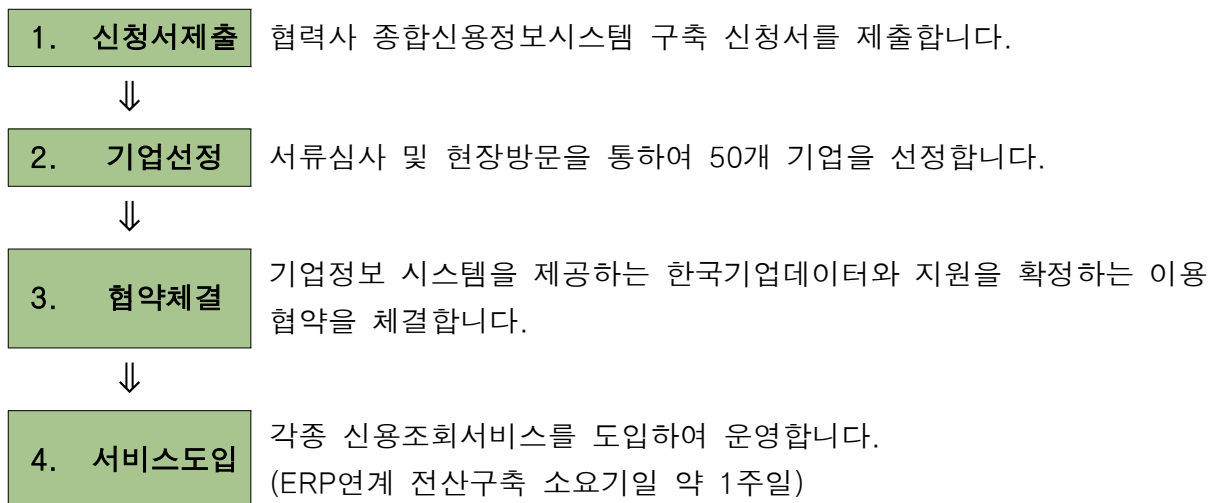 1. 신청서제출 협력사 종합신용정보시스템 구축 신청서를 제출합니다.
⇓
2. 기업선정 서류심사 및 현장방문을 통하여 50개 기업을 선정합니다.
⇓
3. 협약체결 기업정보 시스템을 제공하는 한국기업데이터와 지원을 확정하는 이용
협약을 체결합니다.
⇓
4. 서비스도입 각종 신용조회서비스를 도입하여 운영합니다.
(ERP연계 전산구축 소요기일 약 1주일)